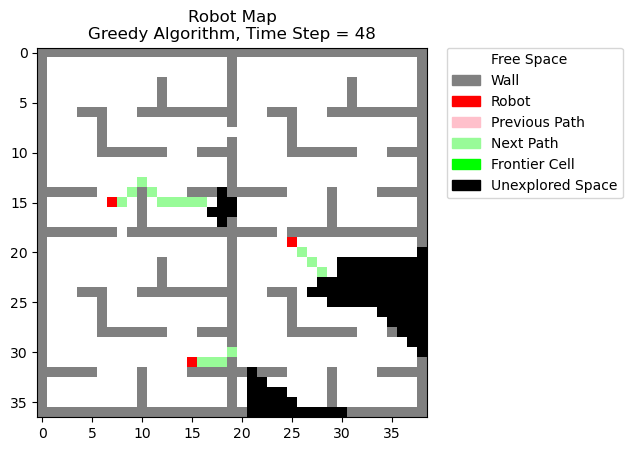 Robot Map
Greedy Algorithm, Time Step = 48
0
5
10
15
20
25
30
35
0
5
10
15
20
25
30
35
Free Space
Wall
Robot
Previous Path
Next Path
Frontier Cell
Unexplored Space